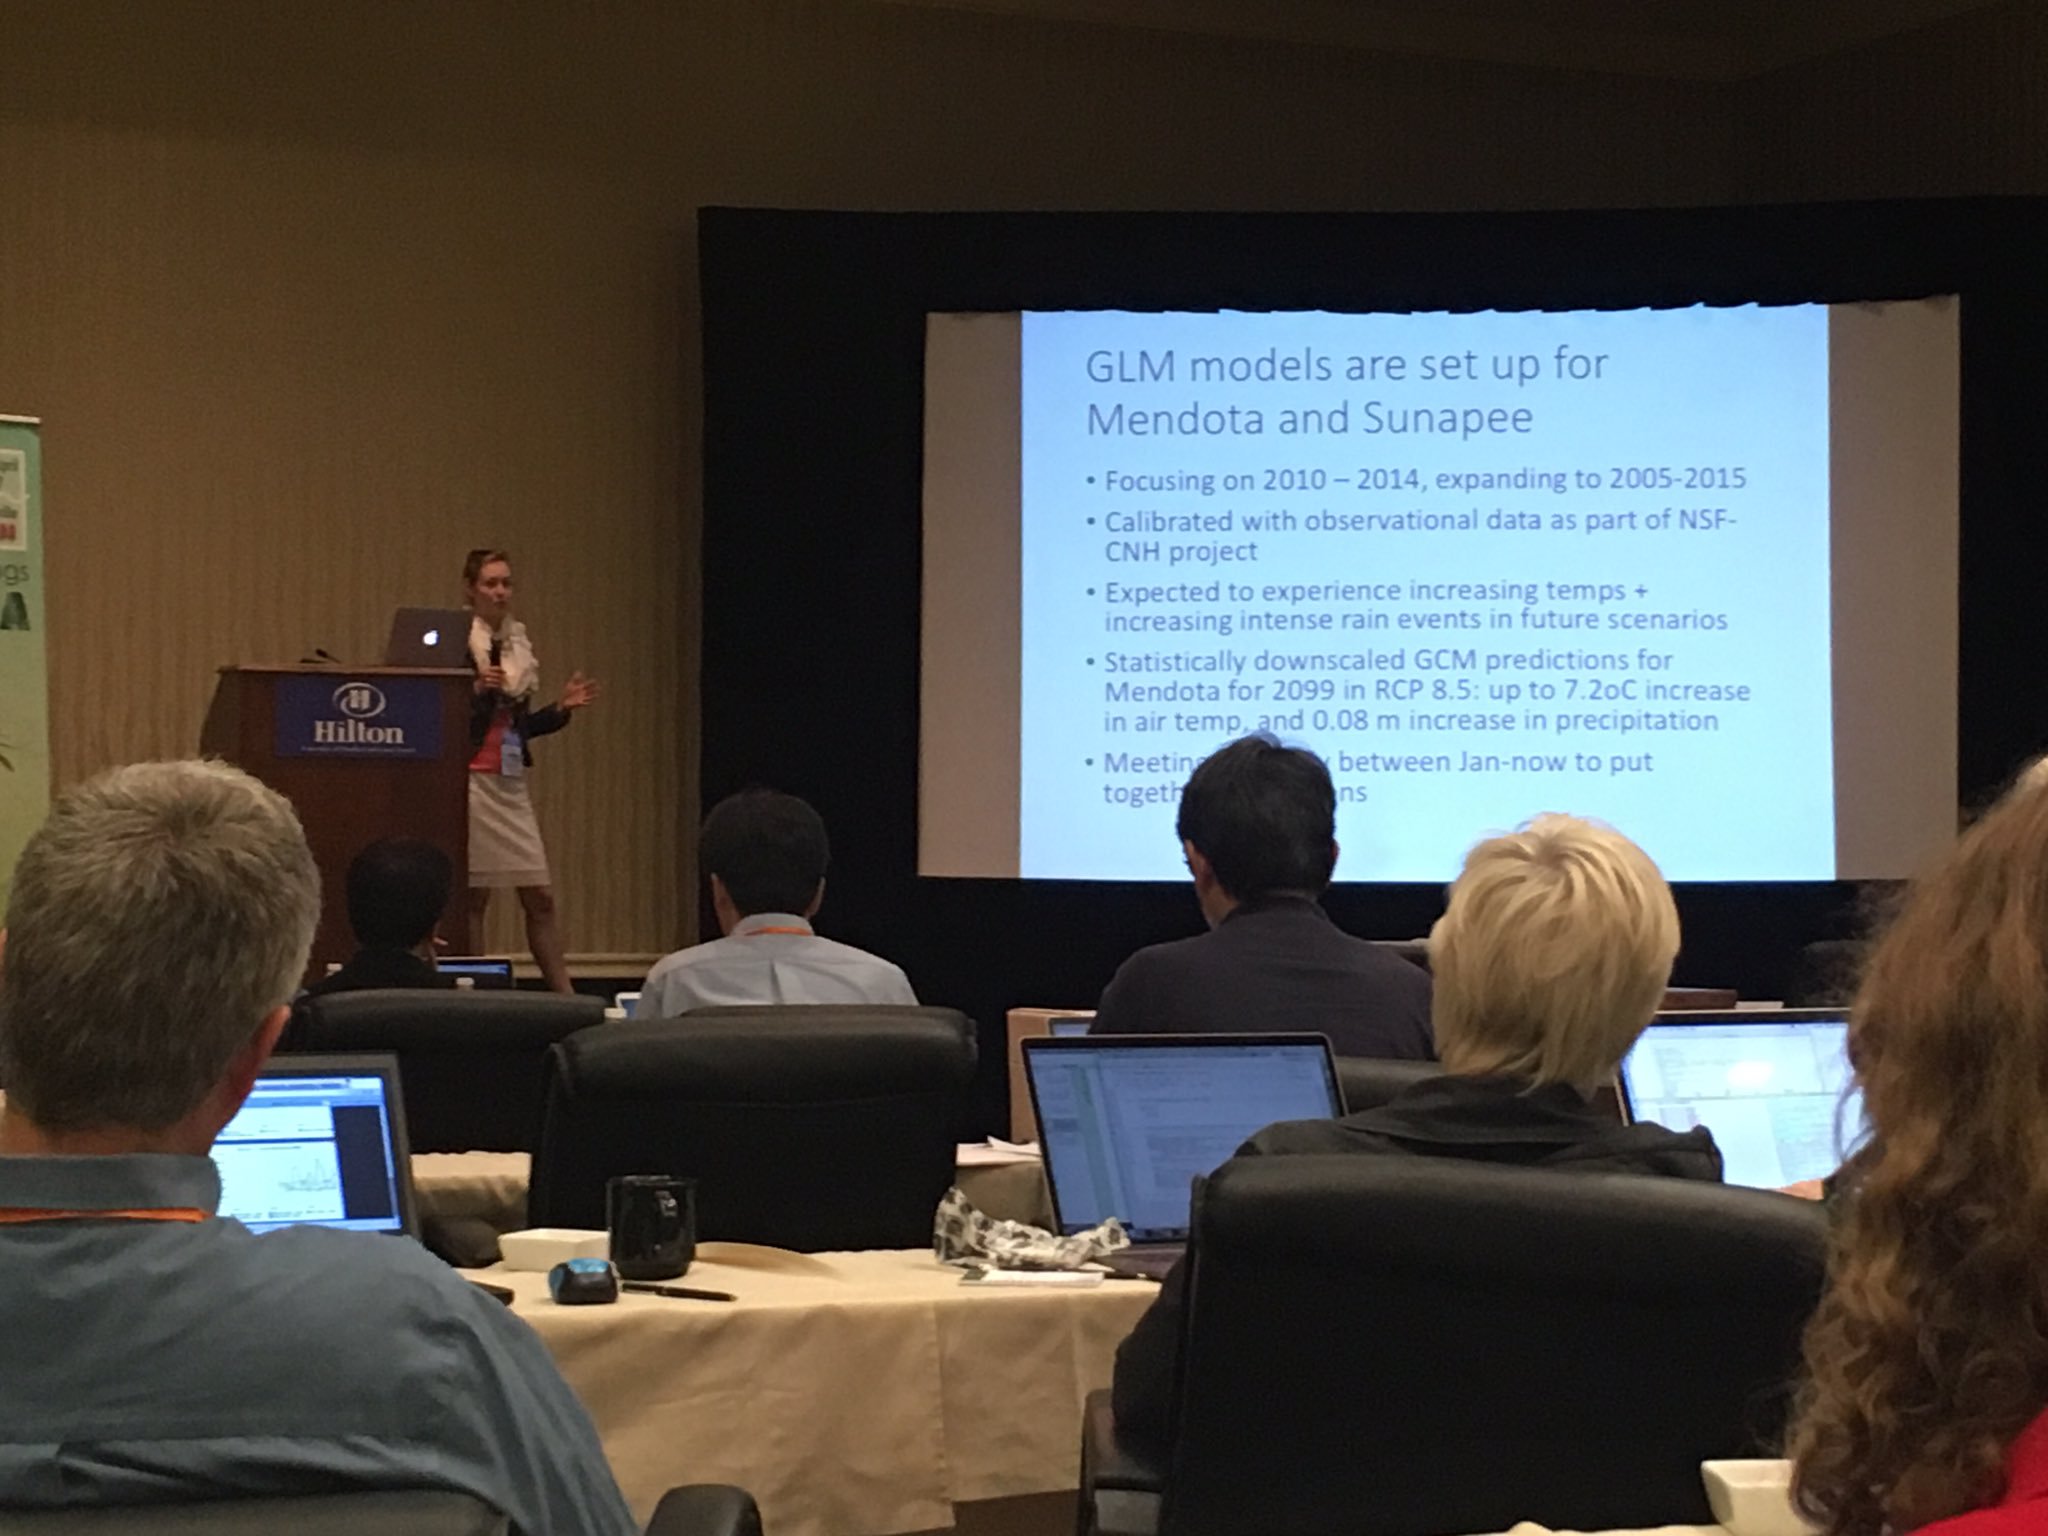 GLM models are set up for
Mendota and Sunapee
• Focusing on 2010 – 2014, expanding to 2005-2015
• Calibrated with observational data as part of NSF-
CNH project
• Expected to experience increasing temps +
increasing intense rain events in future scenarios
• Statistically downscaled GCM predictions for
Mendota for 2099 in RCP 8.5: up to 7.2oC increase
in air temp, and 0.08 m increase in precipitation
• between Jan-now to put
Hilton